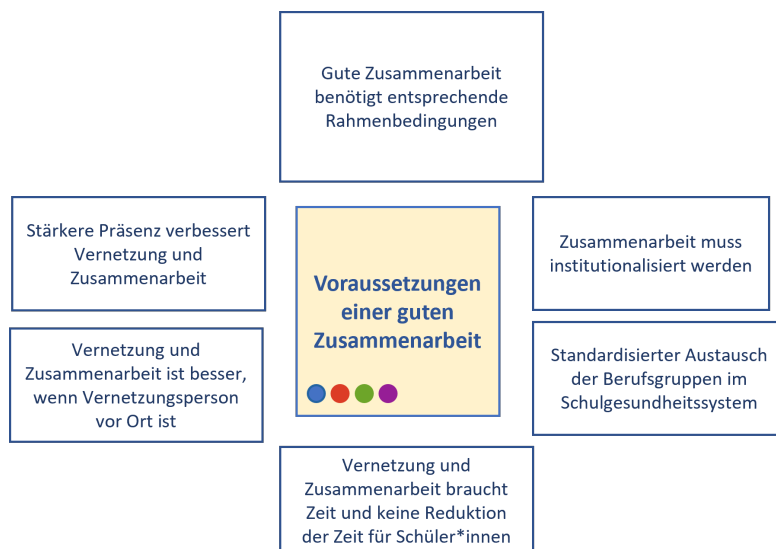 Gute Zusammenarbeit
benötigt entsprechende
Rahmenbedingungen
Stärkere Präsenz verbessert
Vernetzung und
Zusammenarbeit
Voraussetzungen
einer guten
Zusammenarbeit
Zusammenarbeit muss
institutionalisiert werden
Vernetzung und
Zusammenarbeit ist besser,
wenn Vernetzungsperson
vor Ort ist
Standardisierter Austausch
der Berufsgruppen im
Schulgesundheitssystem
Vernetzung und
Zusammenarbeit braucht
Zeit und keine Reduktion
der Zeit für Schüler*innen